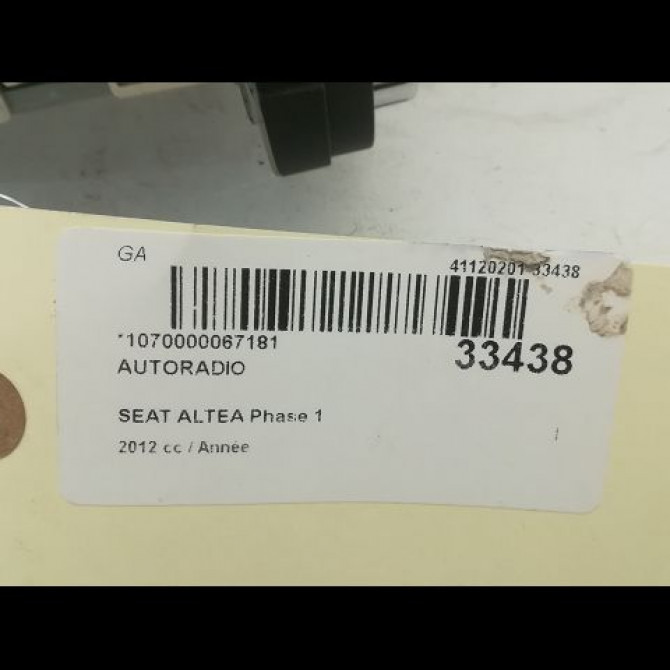 GA
41120201 33438
*1070000067181
33438
AUTORADIO
SEAT ALTEA Phase 1
2012 cc / Année